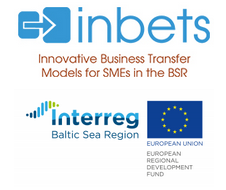 inbets
Innovative Business Transfer
Models for SMEs in the BSR
Interreg
Baltic Sea Region
EUROPEAN UNION
EUROPEAN
REGIONAL
DEVELOPMENT
FUND